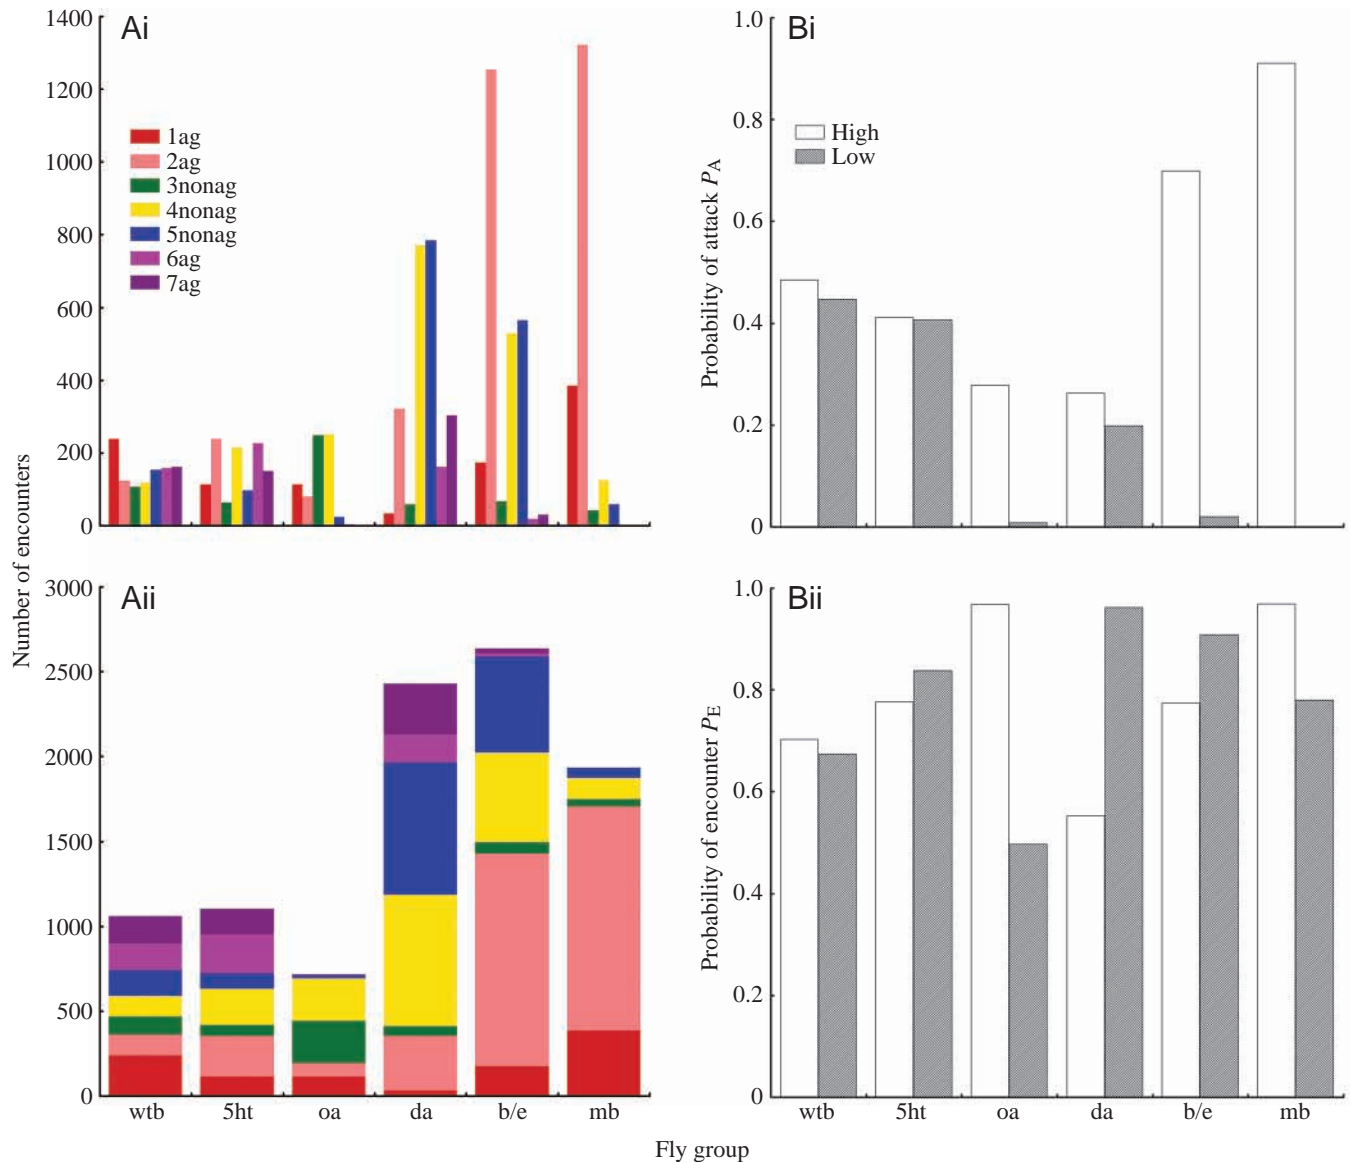 Ai
1400
1200
1000
800
600
400
200
0
1ag
2ag
3nonag
4nonag
5nonag
6ag
7ag
Number of encounters
Aii
3000
2500
2000
1500
1000
500
0
wtb 5ht oa da b/e mb
Bi
1.0
0.8
0.6
0.4
0.2
0
High
Low
Probability of attack PA
Bii
1.0
0.8
0.6
0.4
0.2
0
Probability of encounter PE
wtb 5ht oa da b/e mb
Fly group